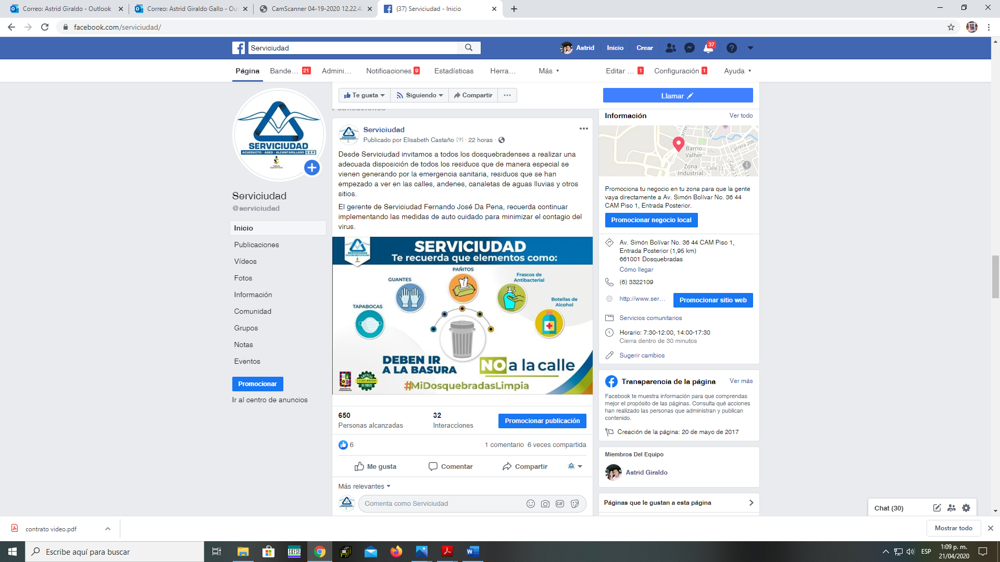 Correo: Astrid Giraldo - Outlook
Correo: Astrid Giraldo Gallo - Ou
CamScanner 04-19-2020 12.22.4
(37) Serviciudad - Inicio
facebook.com/serviciudad/
Serviciudad
Astrid
Inicio
Crear
37
Página
Bande... 21
Admini...
Notificaciones 9
Estadísticas
Herra...
Más
Editar ... 1
Configuración 1
Ayuda
Te gusta
Siguiendo
Compartir
Llamar
Publicaciones
SERVICIUDAD
ACUEDUCTO - ASEO - ALCANTARILLADO E.S.P
Serviciudad
@serviciudad
Inicio
Publicaciones
Vídeos
Fotos
Información
Comunidad
Grupos
Notas
Eventos
Promocionar
Ir al centro de anuncios
Serviciudad
Publicado por Elisabeth Castaño [?] · 22 horas ·
Desde Serviciudad invitamos a todos los dosquebradenses a realizar una
adecuada disposición de todos los residuos que de manera especial se
vienen generando por la emergencia sanitaria, residuos que se han
empezado a ver en las calles, andenes, canaletas de aguas lluvias y otros
sitios.
El gerente de Serviciudad Fernando José Da Pena, recuerda continuar
implementando las medidas de auto cuidado para minimizar el contagio del
virus.
SERVICIUDAD
Te recuerda que elementos como:
PAÑITOS
GUANTES
Frascos de
Antibacterial
TAPABOCAS
Botellas de
Alcohol
DEBEN IR
A LA BASURA
NO a la calle
#MiDosquebradasLimpia
650
Personas alcanzadas
32
Interacciones
Promocionar publicación
6
1 comentario 6 veces compartida
Me gusta
Comentar
Compartir
Más relevantes
Comenta como Serviciudad
GIF
Información
Ver todo
Barrio
Valher
Zona
Industrial
Calle 11
Carrera 20b
Promociona tu negocio en tu zona para que la gente
vaya directamente a Av. Simón Bolívar No. 36 44
CAM Piso 1, Entrada Posterior.
Promocionar negocio local
Av. Simón Bolívar No. 36 44 CAM Piso 1,
Entrada Posterior (1,95 km)
661001 Dosquebradas
Cómo llegar
(6) 3322109
http://www.ser...
Promocionar sitio web
Servicios comunitarios
Horario: 7:30-12:00, 14:00-17:30
Cierra dentro de 30 minutos
Sugerir cambios
Transparencia de la página
Ver más
Facebook te muestra información para que comprendas
mejor el propósito de las páginas. Consulta qué acciones
han realizado las personas que administran y publican
contenido.
Creación de la página: 20 de mayo de 2017
Miembros Del Equipo
Astrid Giraldo
Páginas que le gustan a esta página
Chat (30)
contrato video.pdf
Mostrar todo
Escribe aquí para buscar
ESP
1:09 p. m.
21/04/2020